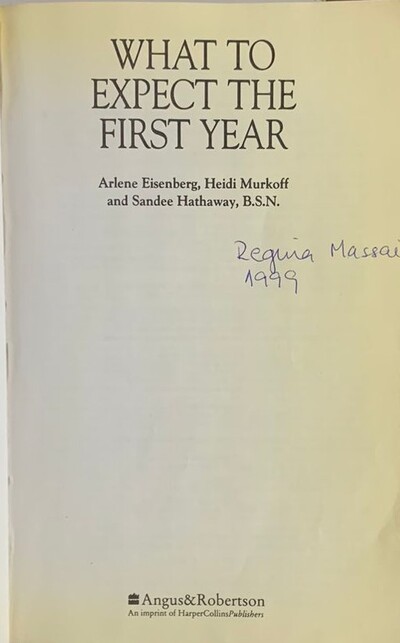 WHAT TO
EXPECT THE
FIRST YEAR
Arlene Eisenberg, Heidi Murkoff
and Sandee Hathaway, B.S.N.
Regina Massai
1999
Angus&Robertson
An imprint of HarperCollinsPublishers